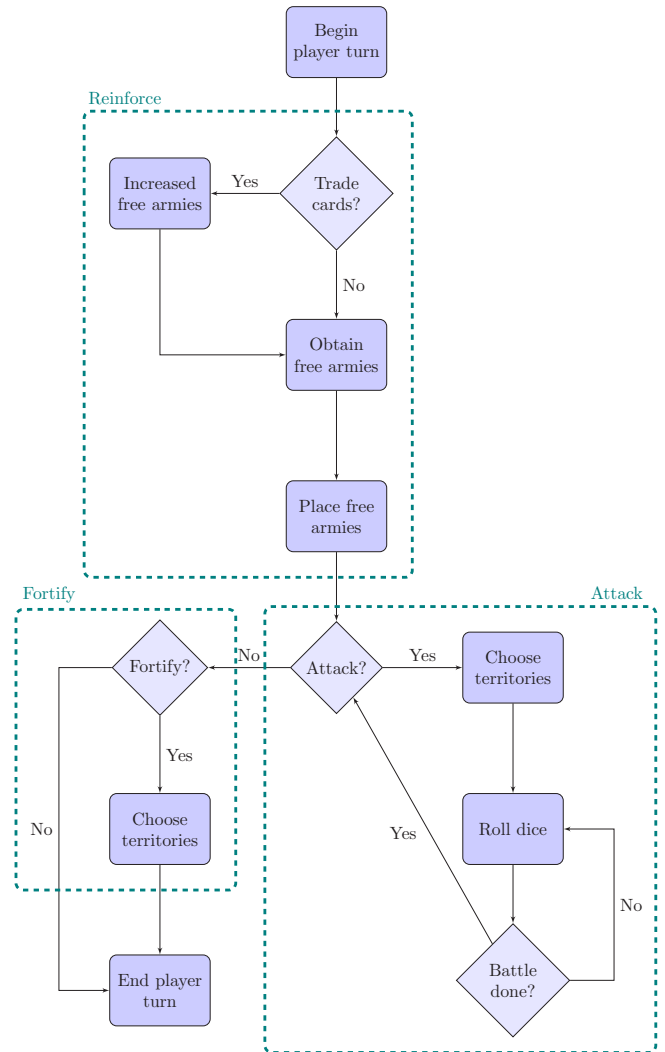 Begin
player turn
Reinforce
Increased
free armies
Yes
Trade
cards?
No
Obtain
free armies
Place free
armies
Fortify
Attack
Fortify?
No
Attack?
Yes
Choose
territories
Yes
No
Choose
territories
Yes
Roll dice
No
End player
turn
Battle
done?